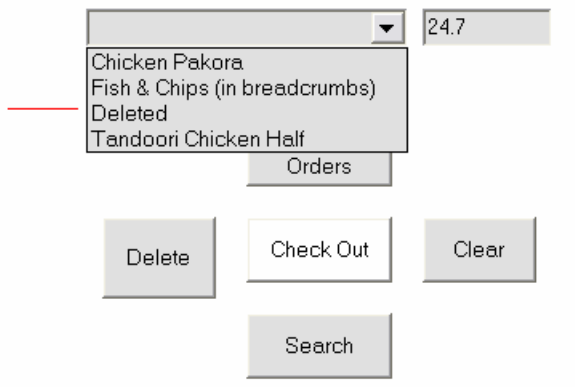 24.7
Chicken Pakora
Fish & Chips (in breadcrumbs)
Deleted
Tandoori Chicken Half
Orders
Delete
Check Out
Clear
Search